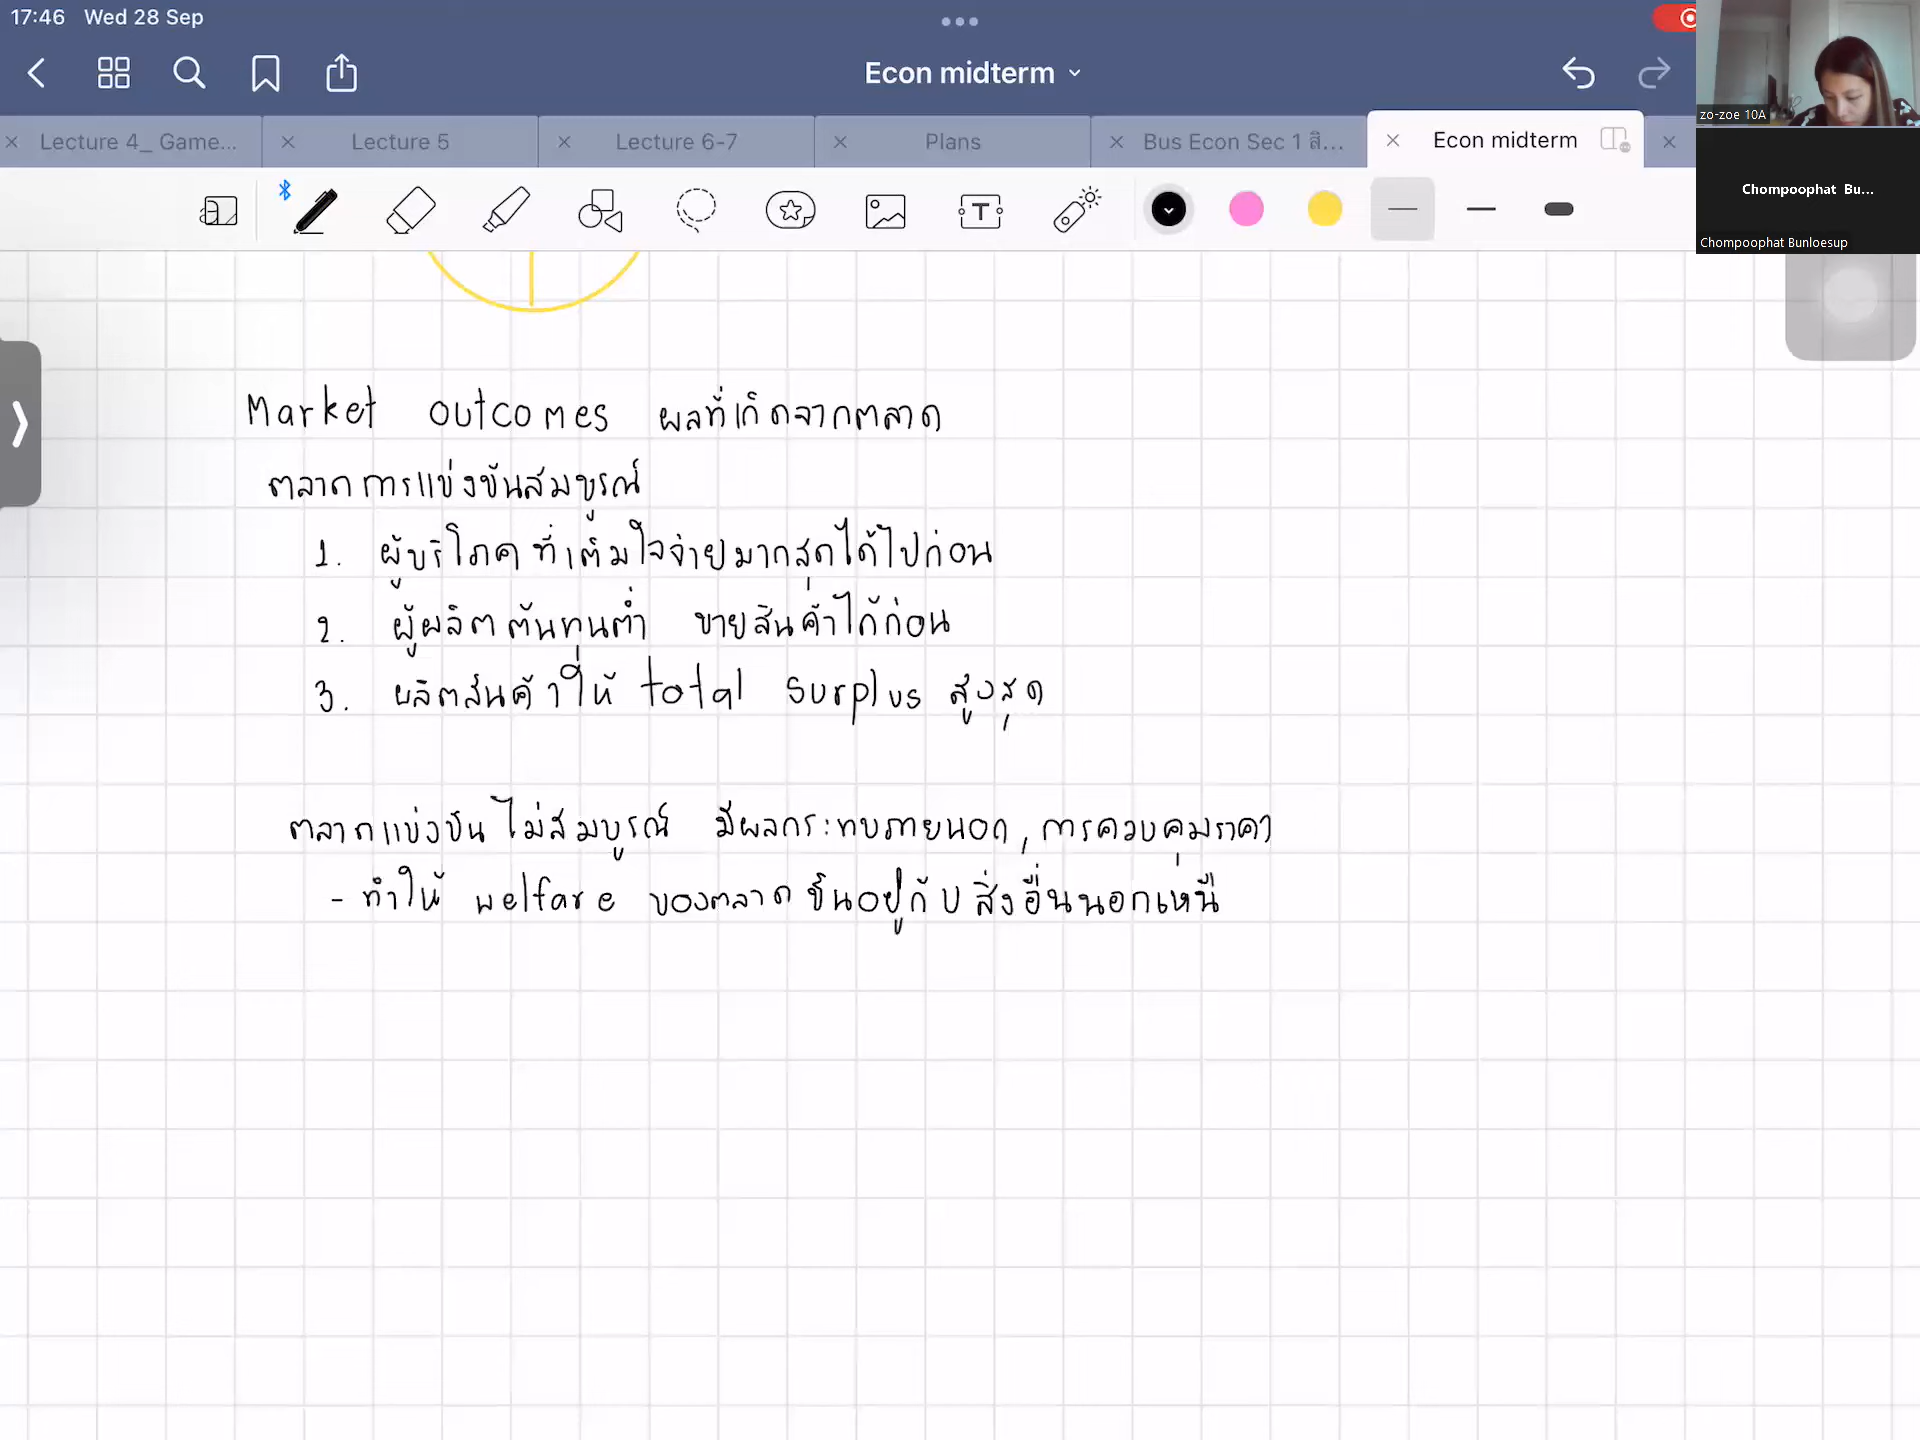 17:46 Wed 28 Sep
Econ midterm
Lecture 4_ Game...
Lecture 5
Lecture 6-7
Plans
Bus Econ Sec 1 สิ...
Econ midterm
zo-zoe 10A
Chompoophat Bu...
Chompoophat Bunloesup
Market outcomes ผลที่เกิดจากตลาด
ตลาดการแข่งขันสมบูรณ์
1. ผู้บริโภคที่เต็มใจจ่ายมากสุดได้ไปก่อน
2. ผู้ผลิตต้นทุนต่ำ ขายสินค้าได้ก่อน
3. ผลิตสินค้าให้ total surplus สูงสุด
ตลาดแข่งขันไม่สมบูรณ์ มีผลกระทบภายนอก, การควบคุมราคา
- ทำให้ welfare ของตลาดขึ้นอยู่กับสิ่งอื่นนอกเหนื